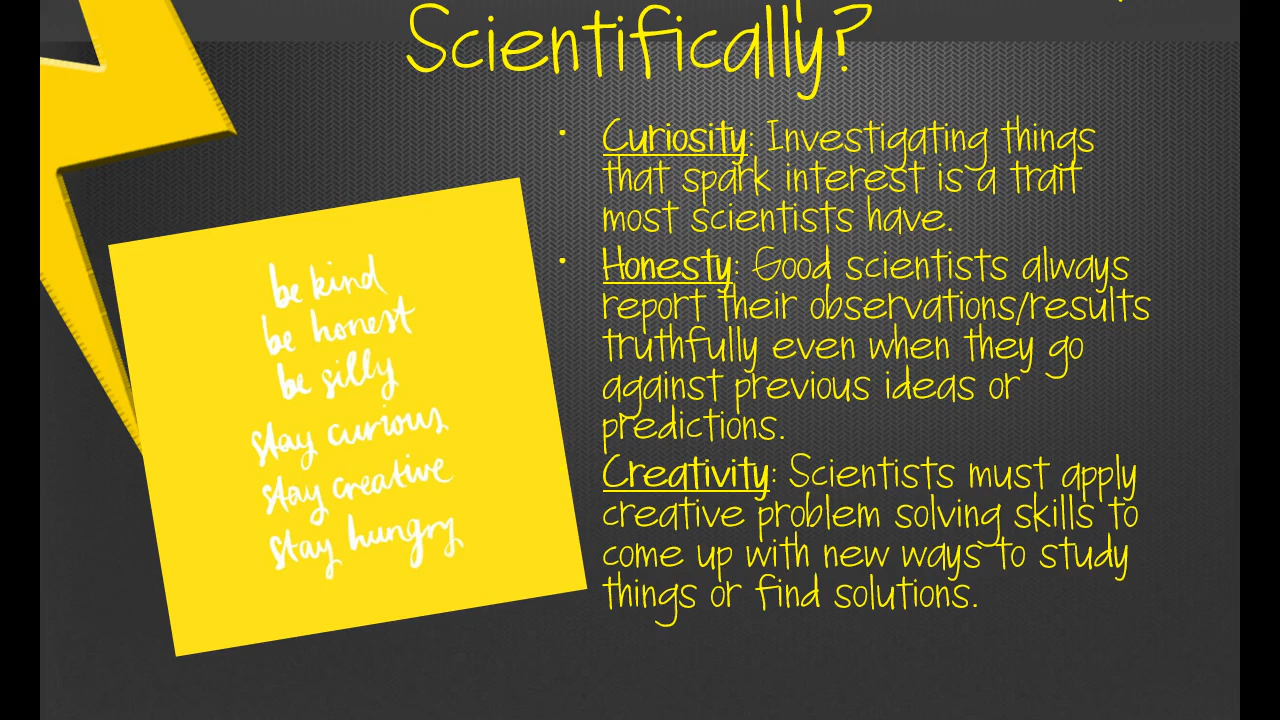 Scientifically?
• Curiosity: Investigating things
that spark interest is a trait
most scientists have.
• Honesty: Good scientists always
report their observations/results
truthfully even when they go
against previous ideas or
predictions.
Creativity: Scientists must apply
creative problem solving skills to
come up with new ways to study
things or find solutions.
be kind
be honest
be silly
stay curious
stay creative
stay hungry